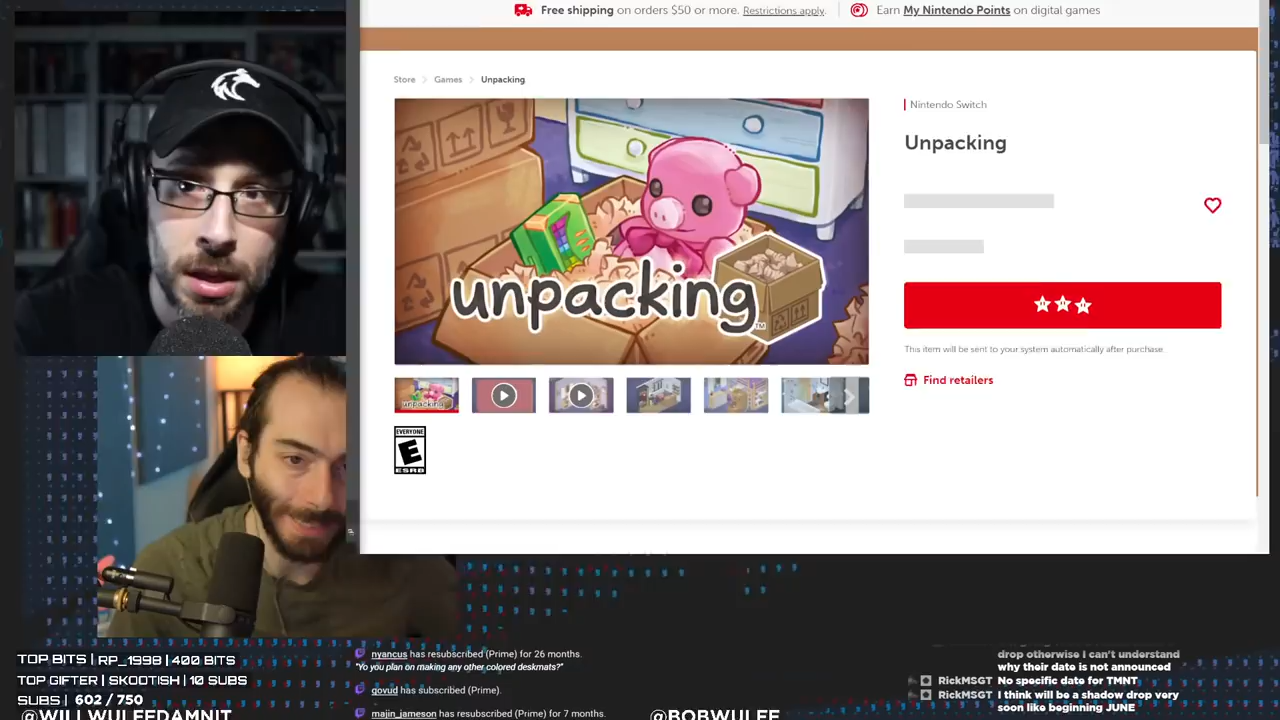 Free shipping on orders $50 or more. Restrictions apply.
Earn My Nintendo Points on digital games
Store > Games > Unpacking
Nintendo Switch
Unpacking
unpacking™
unpacking
This item will be sent to your system automatically after purchase.
Find retailers
EVERYONE
E
ESRB
TOP BITS | RP_1998 | 400 BITS
TOP GIFTER | SKOOTISH | 10 SUBS
SUBS | 602 / 750
@WILLWULFEDAMNIT
nyancus has resubscribed (Prime) for 26 months.
"Yo you plan on making any other colored deskmats?"
govud has subscribed (Prime).
majin_jameson has resubscribed (Prime) for 7 months.
@BOBWULFE
drop otherwise I can't understand
why their date is not announced
RickMSGT No specific date for TMNT
RickMSGT I think will be a shadow drop very
soon like beginning JUNE